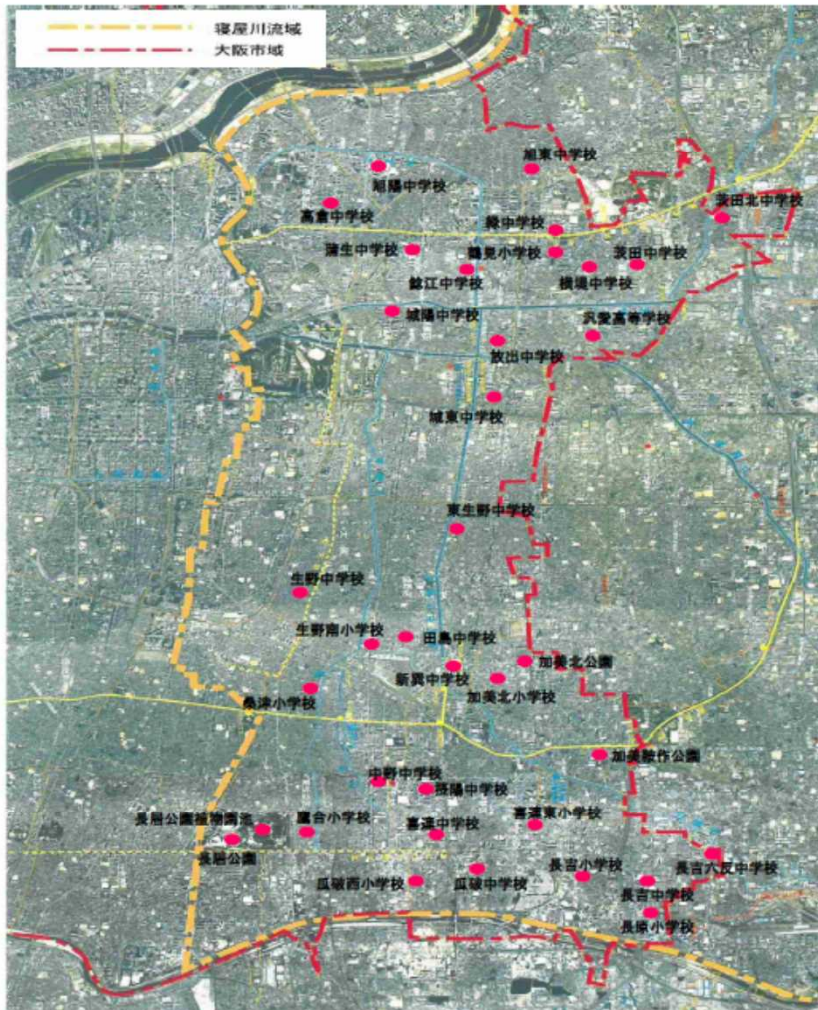 寝屋川流域
大阪市域
旭陽中学校
旭東中学校
高倉中学校
茨田北中学校
緑中学校
蒲生中学校
鶴見小学校
茨田中学校
鯰江中学校
横堤中学校
城陽中学校
汎愛高等学校
放出中学校
城東中学校
東生野中学校
生野中学校
生野南小学校
田島中学校
加美北公園
新巽中学校
加美北小学校
桑津小学校
加美鞍作公園
中野中学校
摂陽中学校
長居公園植物園池
鷹合小学校
喜連中学校
喜連東小学校
長居公園
長吉小学校
長吉六反中学校
瓜破西小学校
瓜破中学校
長吉中学校
長原小学校